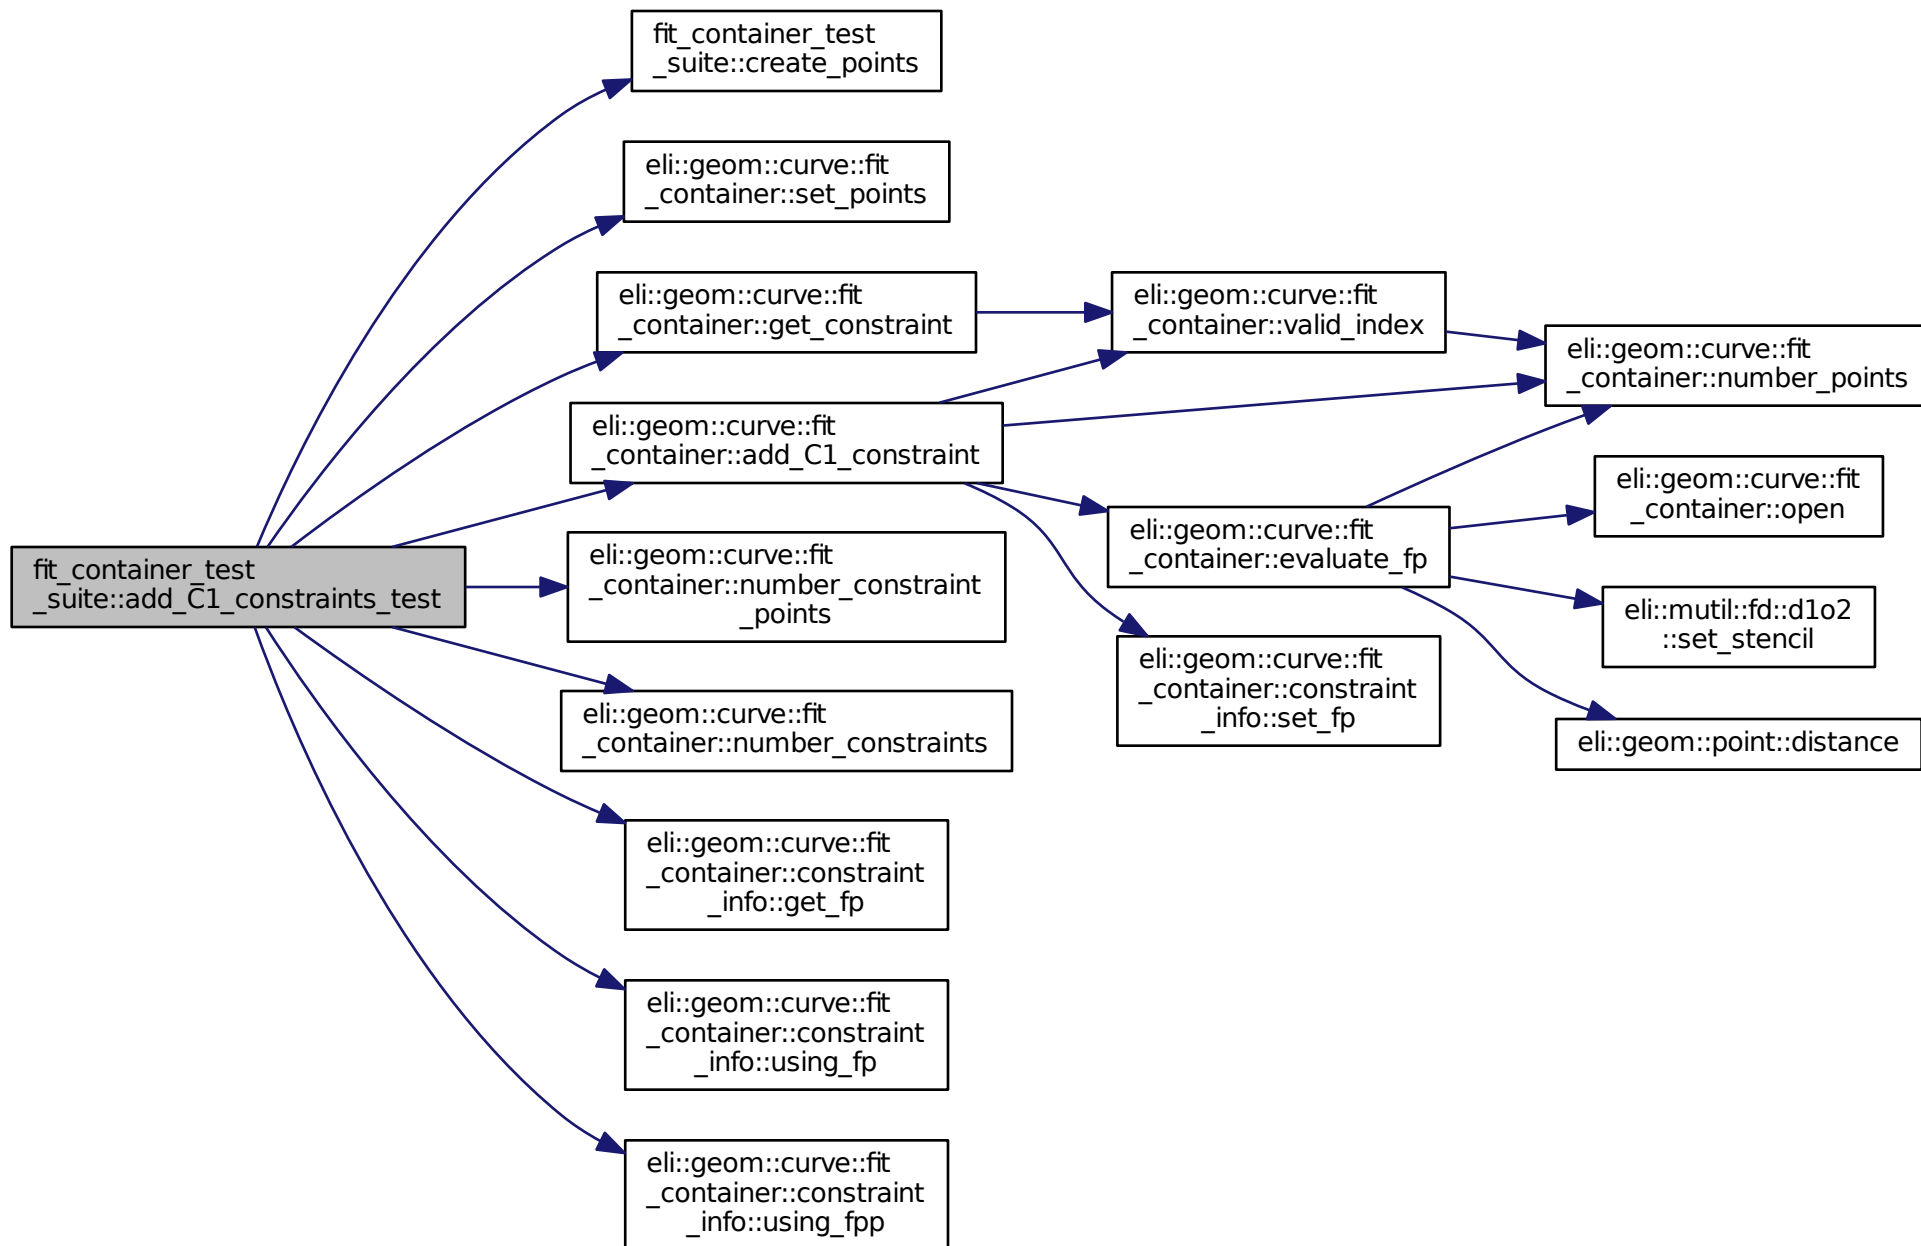 fit_container_test
_suite::create_points
eli::geom::curve::fit
_container::set_points
eli::geom::curve::fit
_container::get_constraint
eli::geom::curve::fit
_container::valid_index
eli::geom::curve::fit
_container::number_points
eli::geom::curve::fit
_container::add_C1_constraint
eli::geom::curve::fit
_container::open
eli::geom::curve::fit
_container::evaluate_fp
fit_container_test
_suite::add_C1_constraints_test
eli::geom::curve::fit
_container::number_constraint
_points
eli::mutil::fd::d1o2
::set_stencil
eli::geom::curve::fit
_container::constraint
_info::set_fp
eli::geom::curve::fit
_container::number_constraints
eli::geom::point::distance
eli::geom::curve::fit
_container::constraint
_info::get_fp
eli::geom::curve::fit
_container::constraint
_info::using_fp
eli::geom::curve::fit
_container::constraint
_info::using_fpp